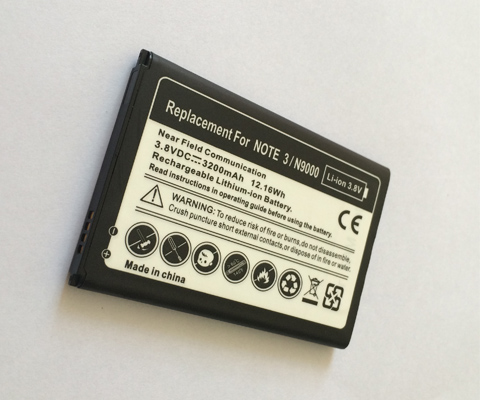 Replacement For NOTE 3/N9000
Li-ion 3.8V
Near Field Communication
3.8VDC⎓3200mAh 12.16Wh
Rechargeable Lithium-ion Battery.
Read instructions in operating guide before using the battery.
WARNING: To reduce risk of fire or burns,do not disassemble.
Crush puncture short external contacts,or dispose of in fire or water.
CE
Made in china